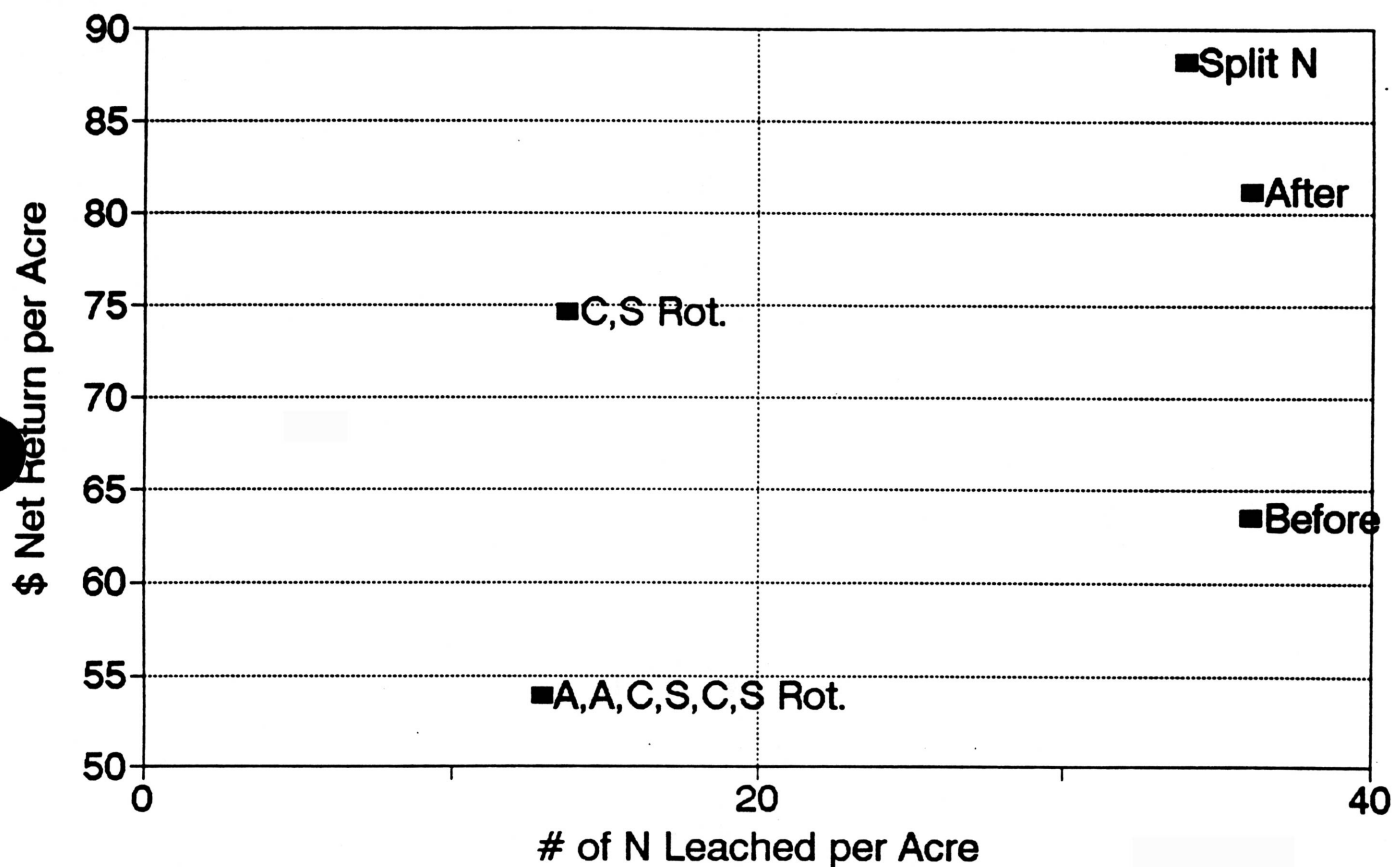 90
Split N
85
After
80
$ Net Return per Acre
75
C,S Rot.
70
65
Before
60
55
A,A,C,S,C,S Rot.
50
0
20
40
# of N Leached per Acre